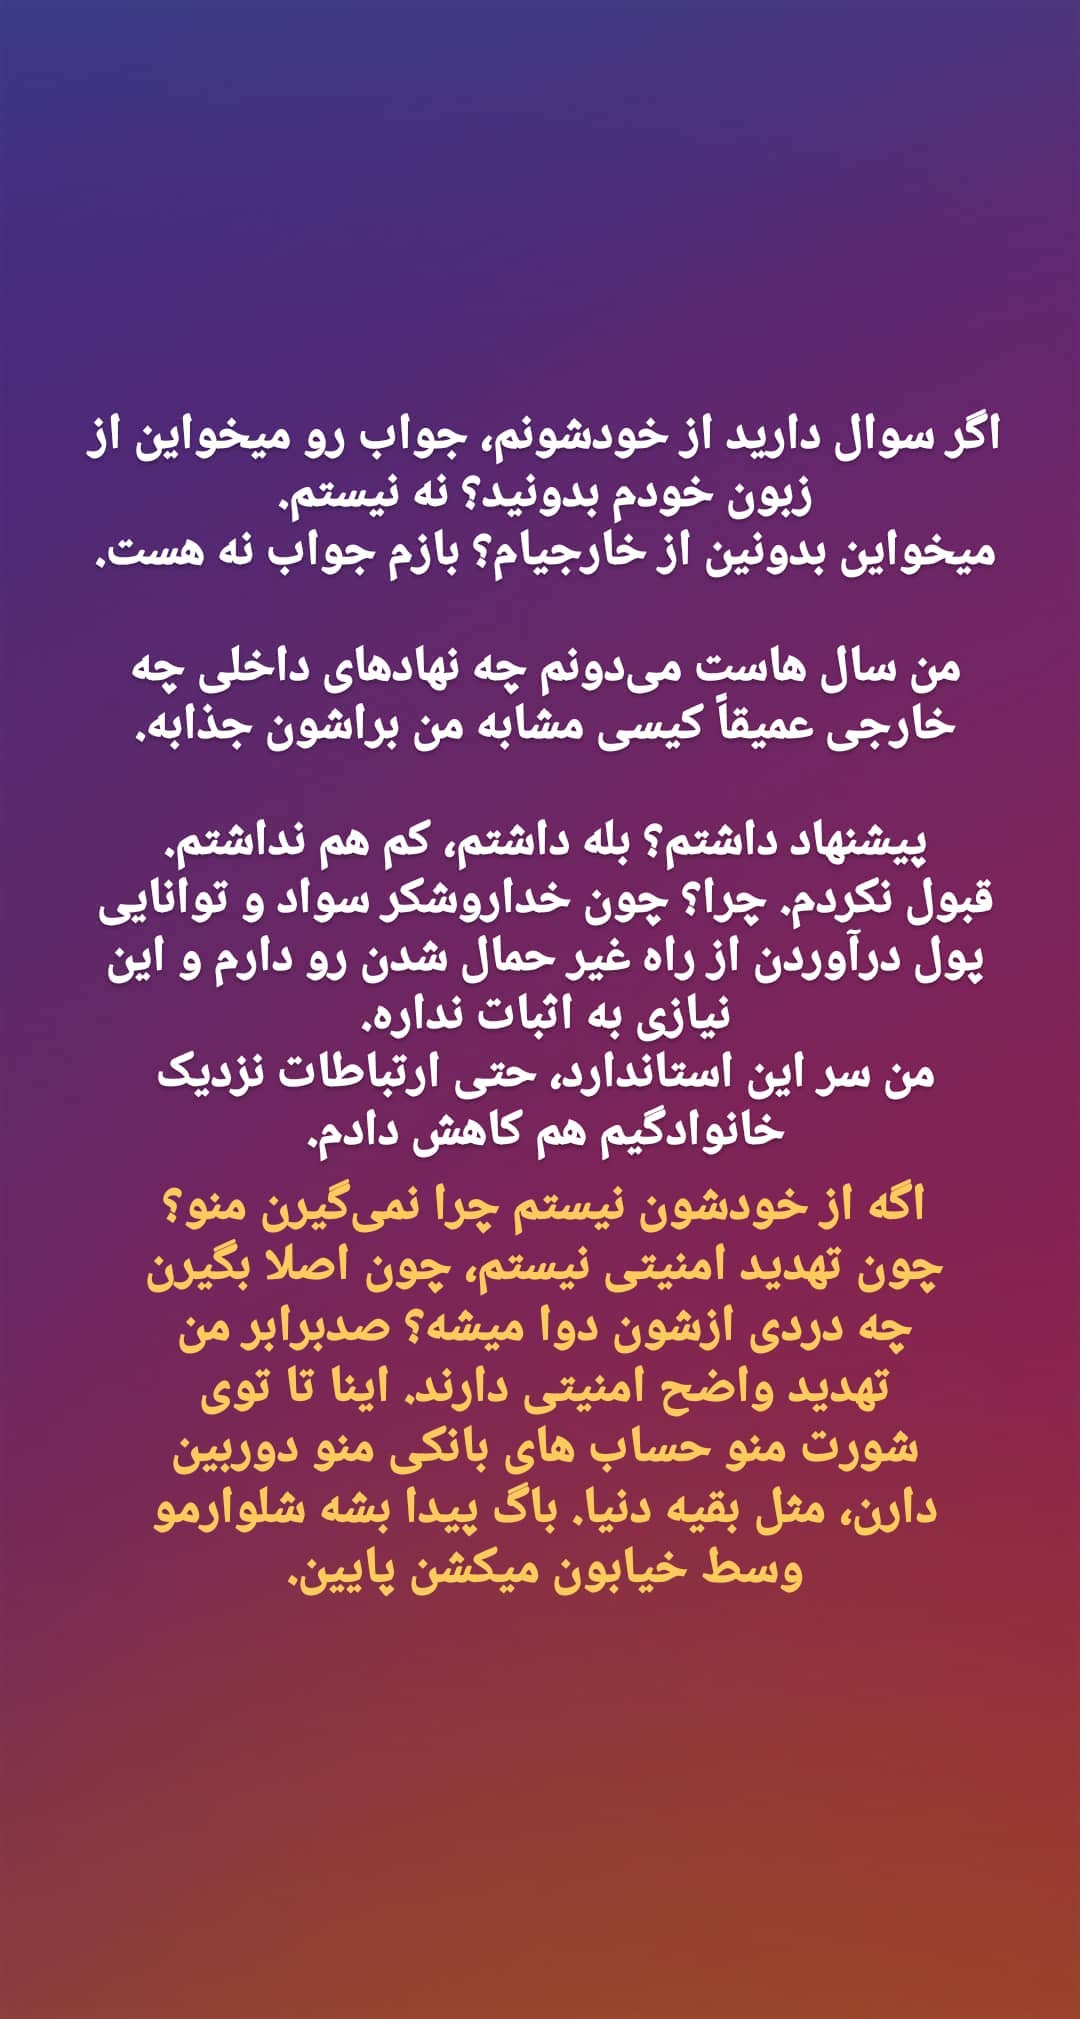 اگر سوال دارید از خودشونم، جواب رو میخواین از
زبون خودم بدونید؟ نه نیستم.
میخواین بدونین از خارجیام؟ بازم جواب نه هست.
من سال هاست می‌دونم چه نهادهای داخلی چه
خارجی عمیقاً کیسی مشابه من براشون جذابه.
پیشنهاد داشتم؟ بله داشتم، کم هم نداشتم.
قبول نکردم. چرا؟ چون خداروشکر سواد و توانایی
پول درآوردن از راه غیر حمال شدن رو دارم و این
نیازی به اثبات نداره.
من سر این استاندارد، حتی ارتباطات نزدیک
خانوادگیم هم کاهش دادم.
اگه از خودشون نیستم چرا نمی‌گیرن منو؟
چون تهدید امنیتی نیستم، چون اصلا بگیرن
چه دردی ازشون دوا میشه؟ صدبرابر من
تهدید واضح امنیتی دارند. اینا تا توی
شورت منو حساب های بانکی منو دوربین
دارن، مثل بقیه دنیا. باگ پیدا بشه شلوارمو
وسط خیابون میکشن پایین.